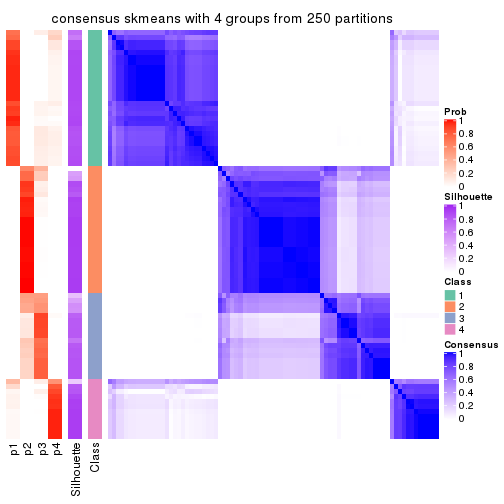 consensus skmeans with 4 groups from 250 partitions
Prob
1
0.8
0.6
0.4
0.2
0
Silhouette
1
0.8
0.6
0.4
0.2
0
Class
1
2
3
4
Consensus
1
0.8
0.6
0.4
0.2
0
p1
p2
p3
p4
Silhouette
Class